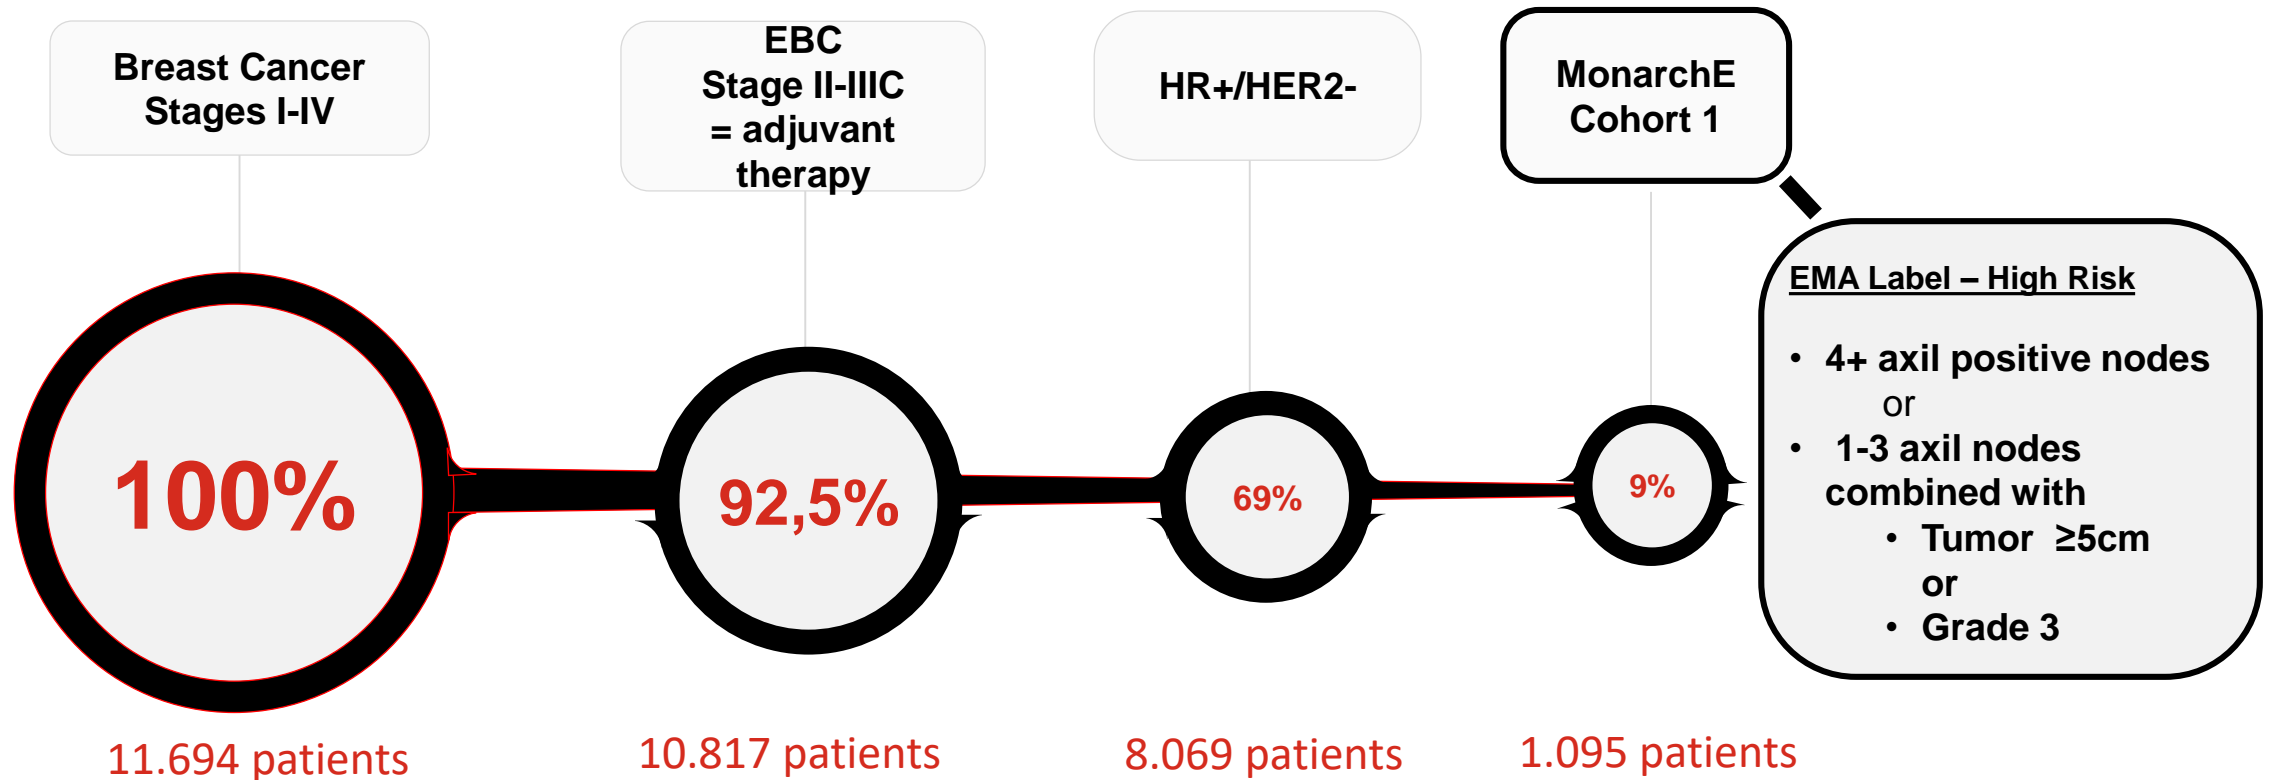 Breast Cancer
Stages I-IV
EBC
Stage II-IIIC
= adjuvant
therapy
HR+/HER2-
MonarchE
Cohort 1
EMA Label – High Risk
• 4+ axil positive nodes
or
• 1-3 axil nodes
combined with
• Tumor ≥5cm
or
• Grade 3
100%
92,5%
69%
9%
11.694 patients
10.817 patients
8.069 patients
1.095 patients